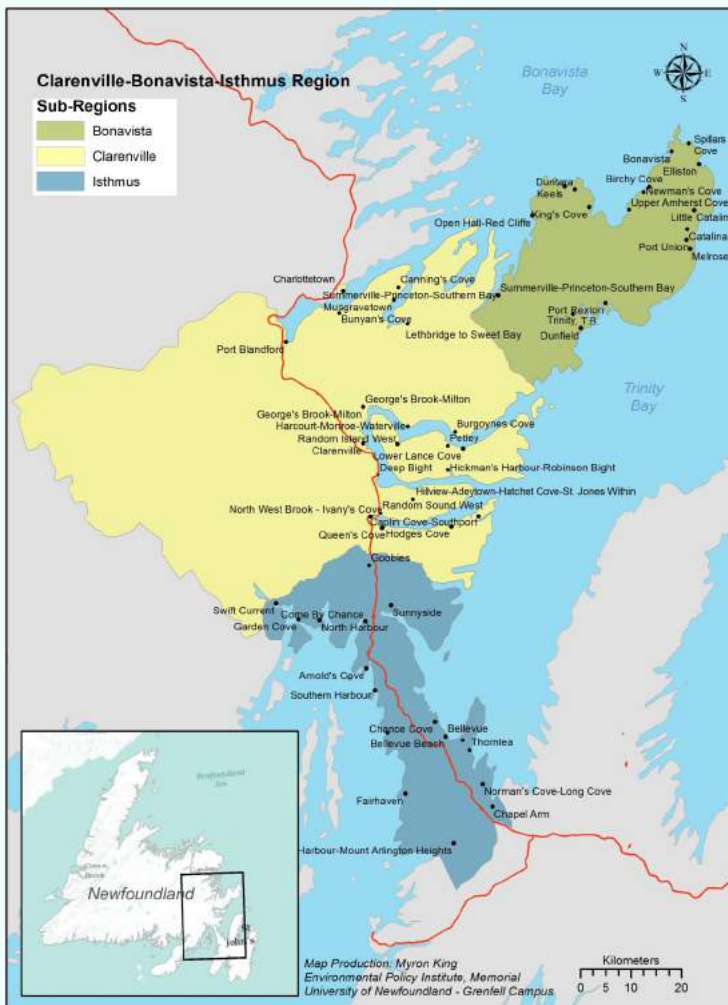 Clarenville-Bonavista-Isthmus Region
Sub-Regions
Bonavista
Clarenville
Isthmus
Bonavista
Bay
N
W
E
S
Spillars
Cove
Bonavista
Elliston
Birchy Cove
Newman's Cove
Duntara
Keels
Upper Amherst Cove
King's Cove
Little Catalin
Open Hall-Red Cliffe
Catalina
Port Union
Melrose
Charlottetown
Canning's Cove
Summerville-Princeton-Southern Bay
Summerville-Princeton-Southern Bay
Musgravetown
Bunyan's Cove
Port Rexton
Trinity, T.B.
Lethbridge to Sweet Bay
Dunfield
Port Blandford
Trinity
Bay
George's Brook-Milton
George's Brook-Milton
Harcourt-Monroe-Waterville
Burgoynes Cove
Random Island West
Petley
Clarenville
Lower Lance Cove
Deep Bight
Hickman's Harbour-Robinson Bight
Hillview-Adeytown-Hatchet Cove-St. Jones Within
Random Sound West
North West Brook - Ivany's Cove
Caplin Cove-Southport
Queen's Cove
Hodges Cove
Goobies
Swift Current
Come By Chance
Sunnyside
Garden Cove
North Harbour
Arnold's Cove
Southern Harbour
Chance Cove
Bellevue
Bellevue Beach
Thornlea
Norman's Cove-Long Cove
Fairhaven
Chapel Arm
Harbour-Mount Arlington Heights
Newfoundland
St.
John's
Map Production: Myron King
Environmental Policy Institute, Memorial
University of Newfoundland - Grenfell Campus
Kilometers
0 5 10 20